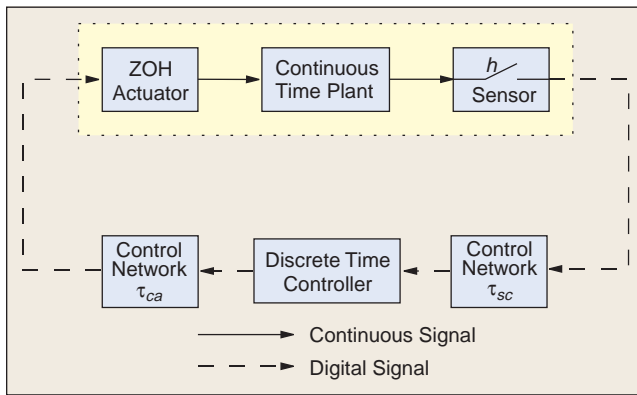 ZOH
Actuator
Continuous
Time Plant
h
Sensor
Control
Network
τca
Discrete Time
Controller
Control
Network
τsc
Continuous Signal
Digital Signal